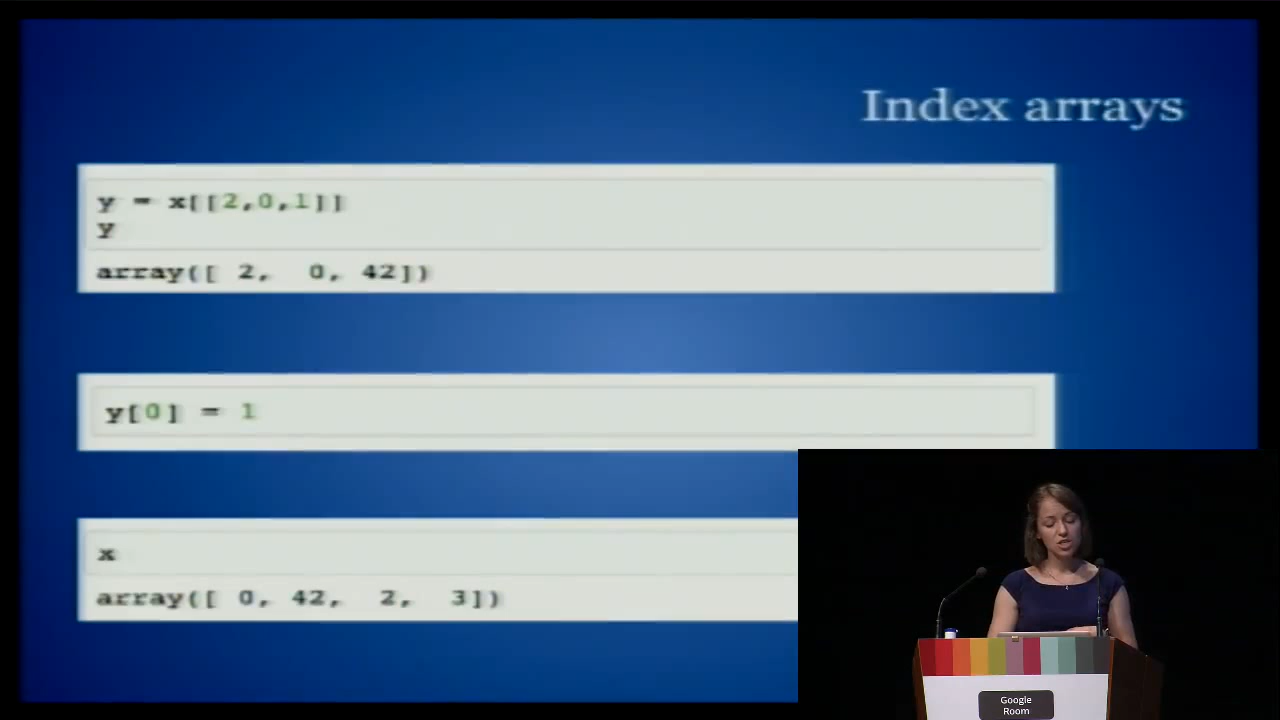 Index arrays
y = x[[2,0,1]]
y
array([ 2,  0, 42])
y[0] = 1
x
array([ 0, 42,  2,  3])
Google
Room